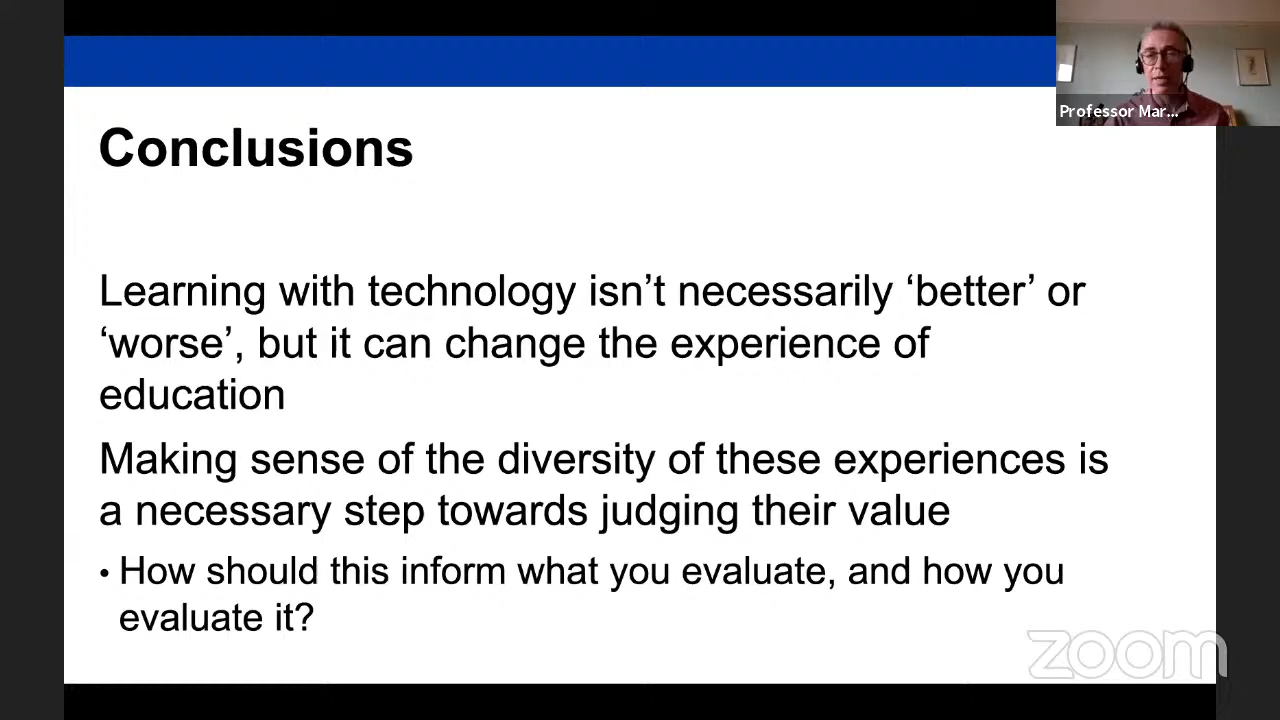 Professor Mar...
Conclusions
Learning with technology isn’t necessarily ‘better’ or
‘worse’, but it can change the experience of
education
Making sense of the diversity of these experiences is
a necessary step towards judging their value
• How should this inform what you evaluate, and how you
evaluate it?
zoom